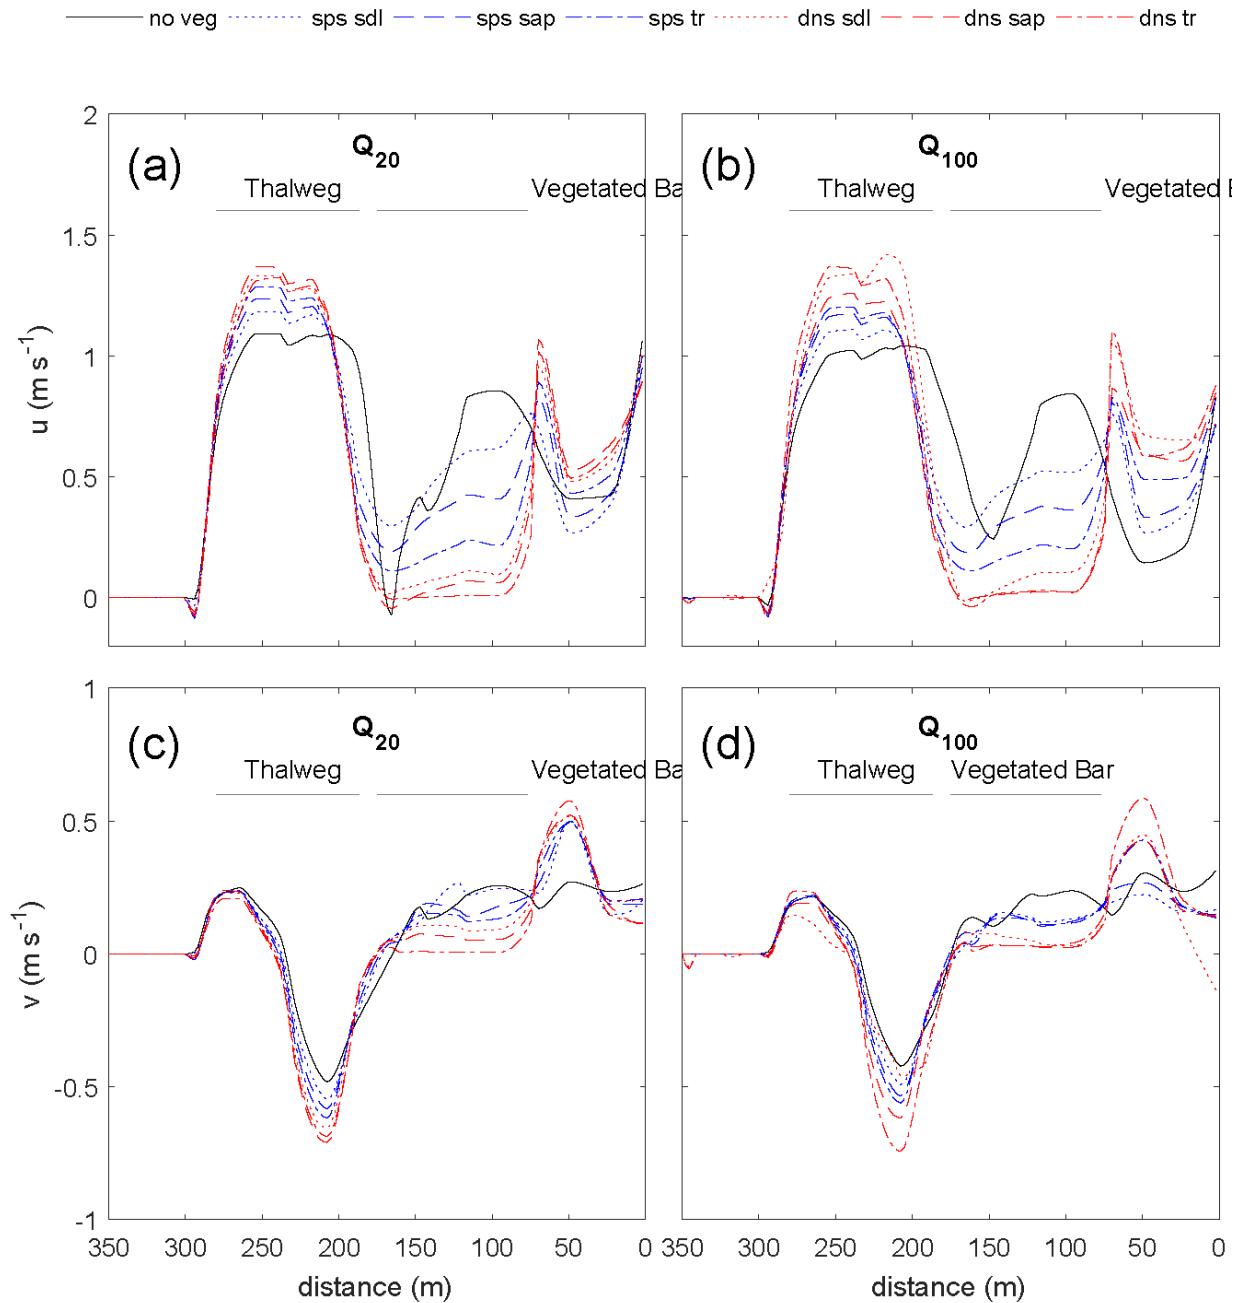 no veg sps sdl sps sap sps tr dns sdl dns sap dns tr
(a) Q20 Thalweg Vegetated Ba
(b) Q100 Thalweg Vegetated B
2
1.5
1
0.5
0
u (m s-1)
(c) Q20 Thalweg Vegetated Ba
(d) Q100 Thalweg Vegetated Bar
1
0.5
0
-0.5
-1
v (m s-1)
350 300 250 200 150 100 50 0
350 300 250 200 150 100 50 0
distance (m) distance (m)